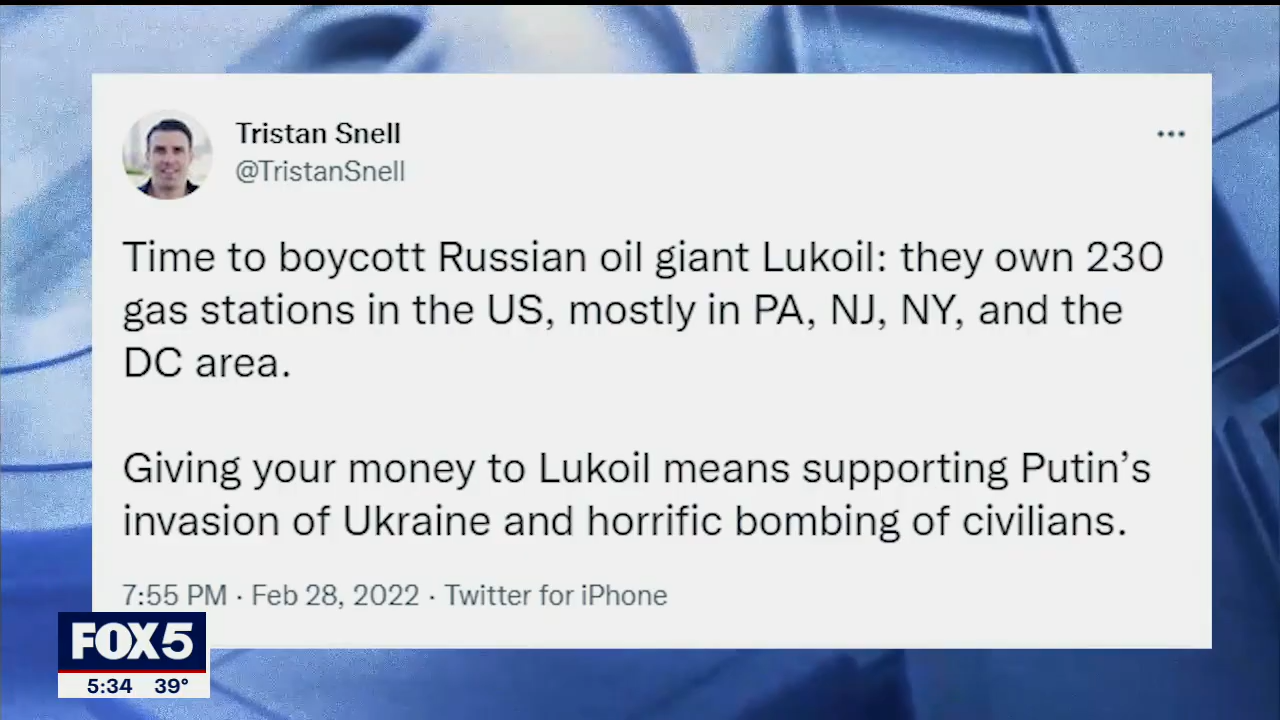 Tristan Snell
@TristanSnell
Time to boycott Russian oil giant Lukoil: they own 230
gas stations in the US, mostly in PA, NJ, NY, and the
DC area.
Giving your money to Lukoil means supporting Putin’s
invasion of Ukraine and horrific bombing of civilians.
7:55 PM · Feb 28, 2022 · Twitter for iPhone
FOX5
5:34 39°